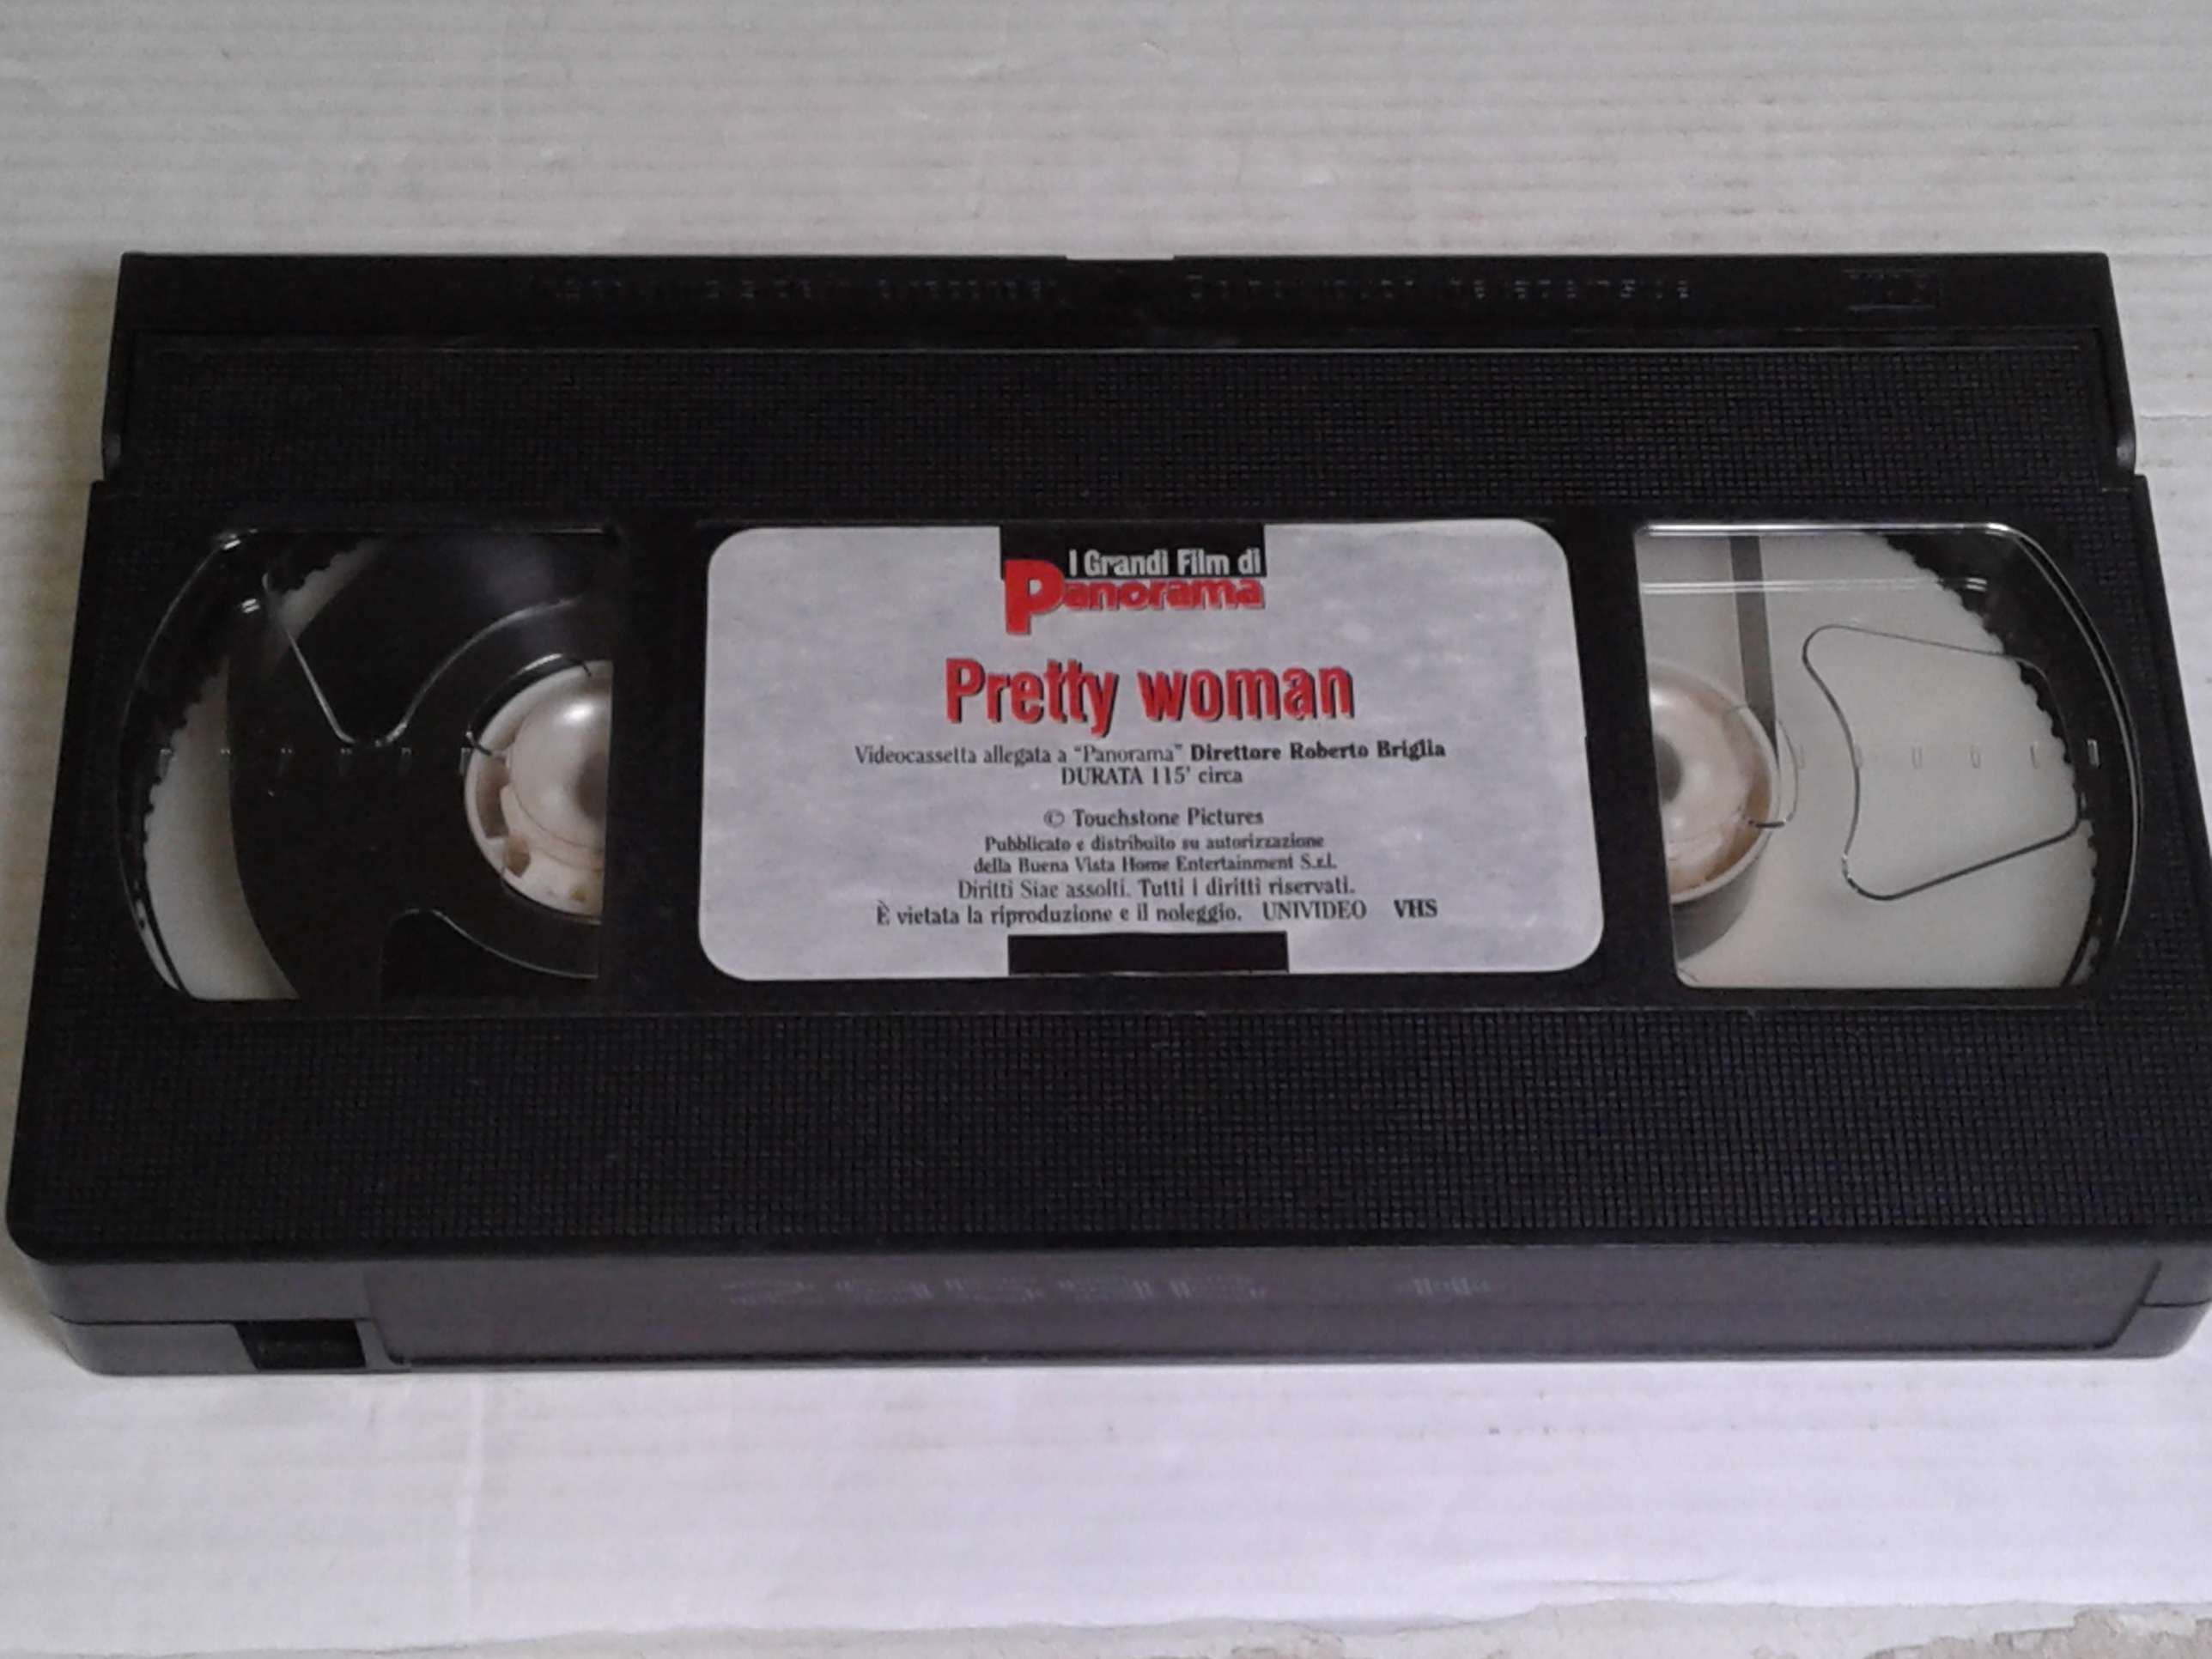 I Grandi Film di
Panorama
Pretty woman
Videocassetta allegata a "Panorama" Direttore Roberto Briglia
DURATA 115' circa
© Touchstone Pictures
Pubblicato e distribuito su autorizzazione
della Buena Vista Home Entertainment S.r.l.
Diritti Siae assolti. Tutti i diritti riservati.
È vietata la riproduzione e il noleggio. UNIVIDEO VHS